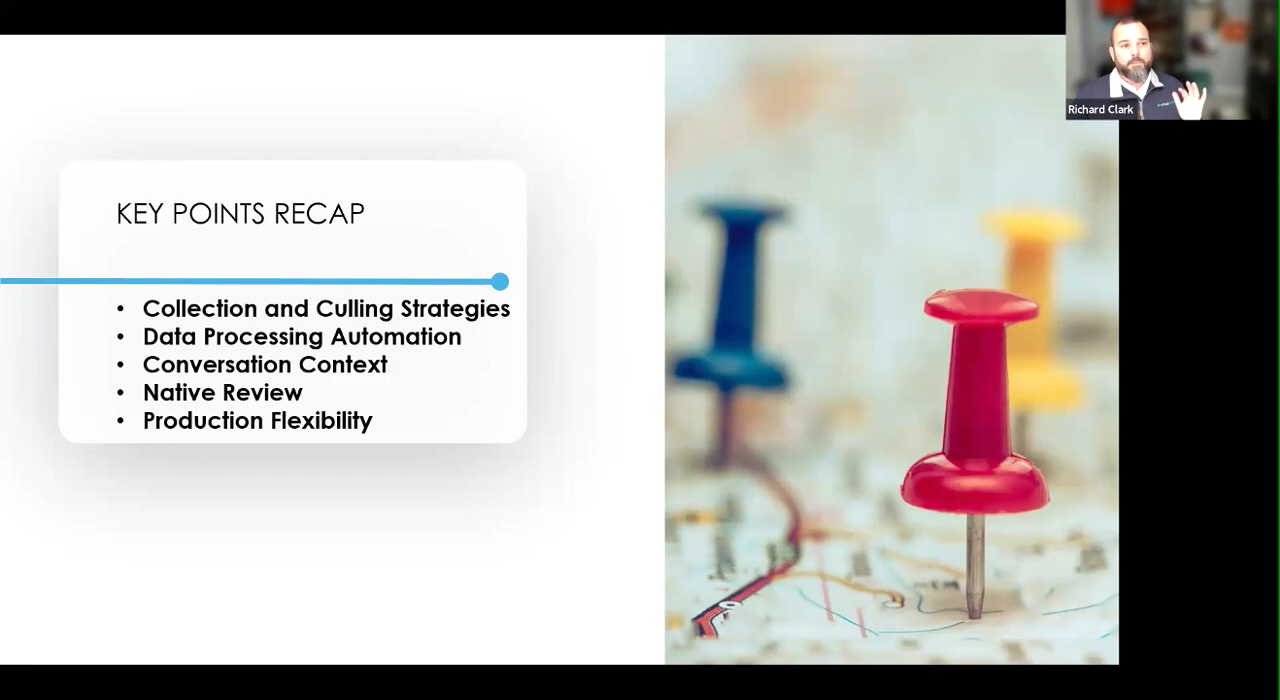 Richard Clark
KEY POINTS RECAP
• Collection and Culling Strategies
• Data Processing Automation
• Conversation Context
• Native Review
• Production Flexibility